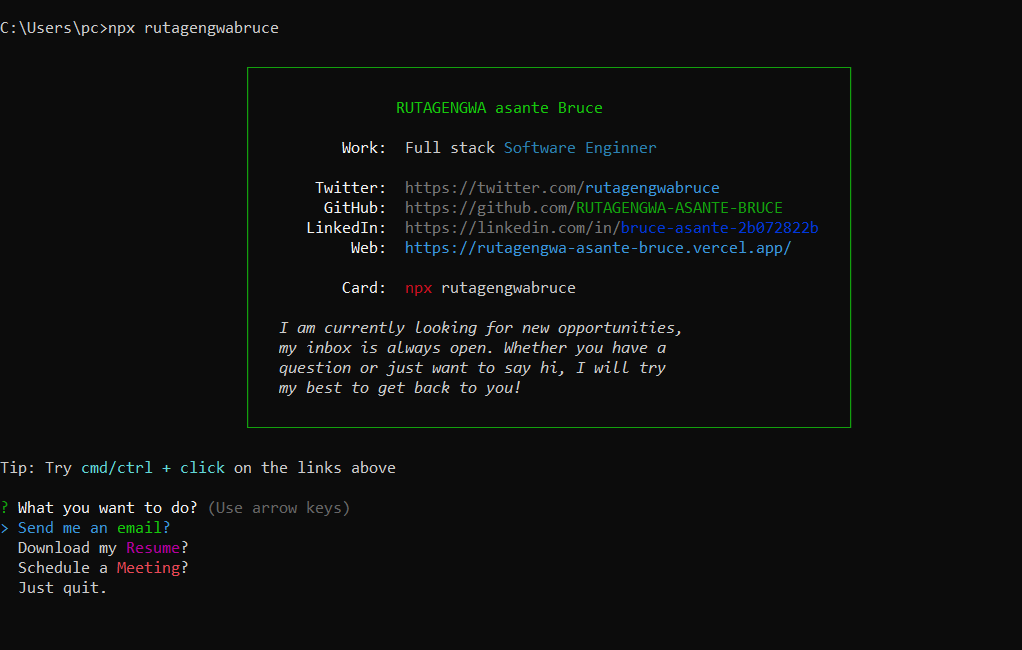 C:\Users\pc>npx rutagengwabruce
RUTAGENGWA asante Bruce
Work: Full stack Software Enginner
Twitter: https://twitter.com/rutagengwabruce
GitHub: https://github.com/RUTAGENGWA-ASANTE-BRUCE
LinkedIn: https://linkedin.com/in/bruce-asante-2b072822b
Web: https://rutagengwa-asante-bruce.vercel.app/
Card: npx rutagengwabruce
I am currently looking for new opportunities,
my inbox is always open. Whether you have a
question or just want to say hi, I will try
my best to get back to you!
Tip: Try cmd/ctrl + click on the links above
? What you want to do? (Use arrow keys)
> Send me an email?
Download my Resume?
Schedule a Meeting?
Just quit.